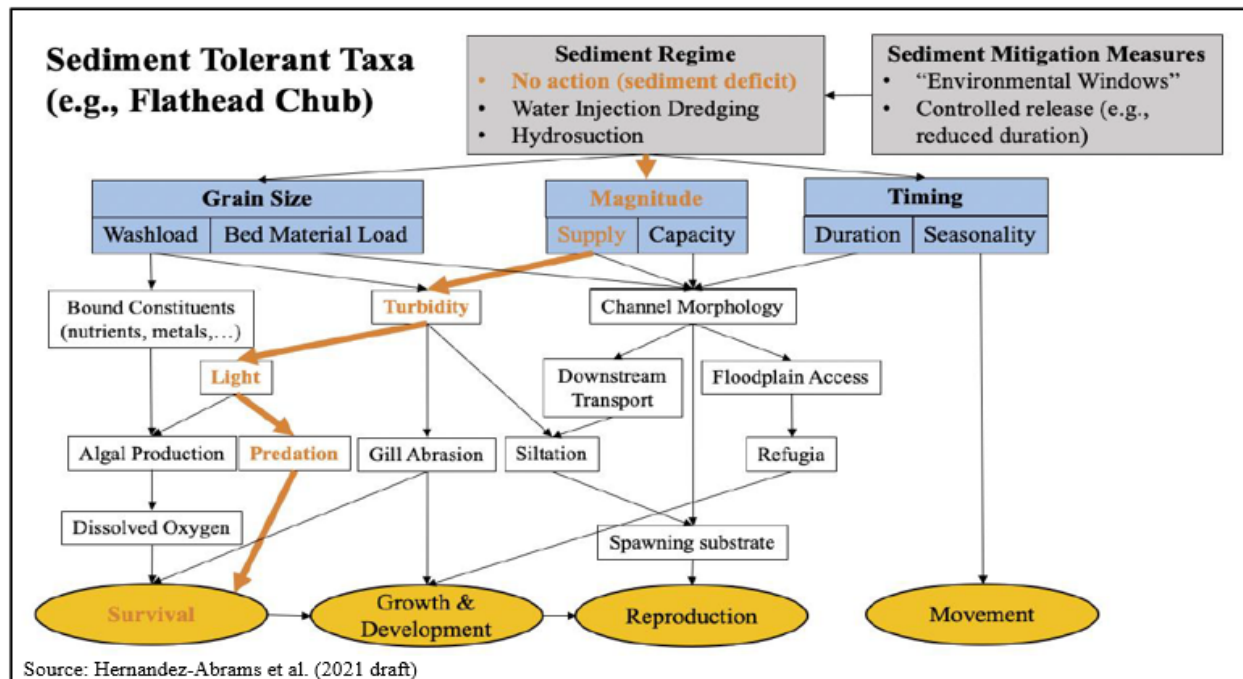 Sediment Tolerant Taxa
(e.g., Flathead Chub)
Sediment Regime
• No action (sediment deficit)
• Water Injection Dredging
• Hydrosuction
Sediment Mitigation Measures
• “Environmental Windows”
• Controlled release (e.g.,
reduced duration)
Grain Size
Washload
Bed Material Load
Magnitude
Supply
Capacity
Timing
Duration
Seasonality
Bound Constituents
(nutrients, metals,…)
Turbidity
Channel Morphology
Light
Downstream
Transport
Floodplain Access
Algal Production
Predation
Gill Abrasion
Siltation
Refugia
Dissolved Oxygen
Spawning substrate
Survival
Growth &
Development
Reproduction
Movement
Source: Hernandez-Abrams et al. (2021 draft)